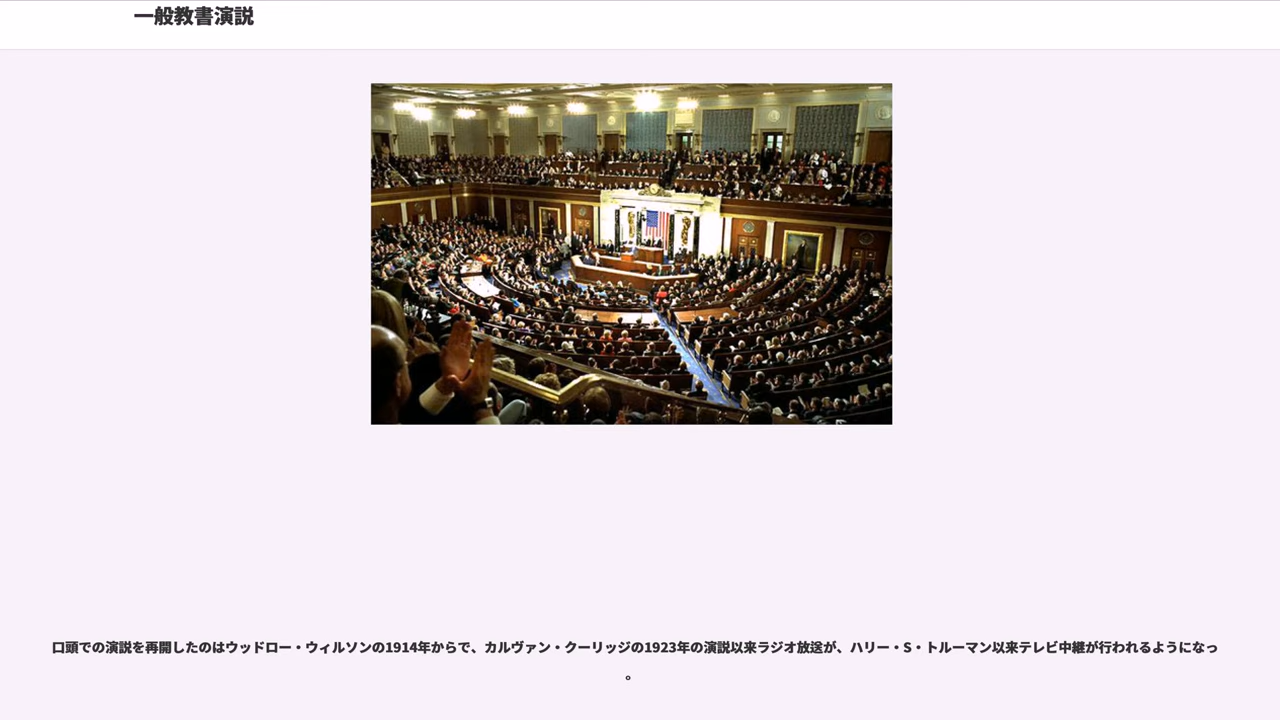 一般教書演説
口頭での演説を再開したのはウッドロー・ウィルソンの1914年からで、カルヴァン・クーリッジの1923年の演説以来ラジオ放送が、ハリー・S・トルーマン以来テレビ中継が行われるようになっ
。